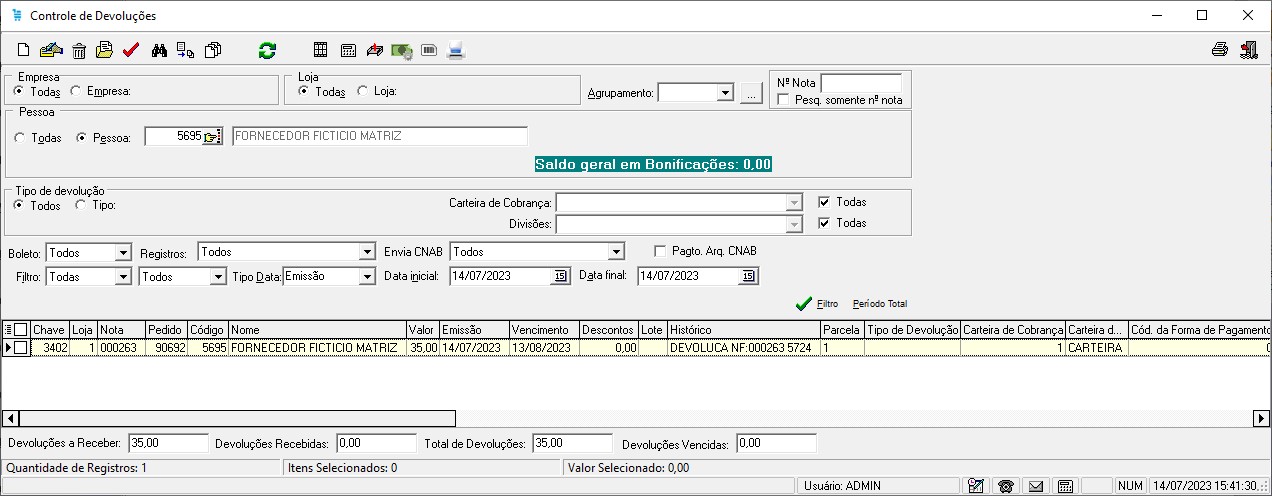 Controle de Devoluções
Empresa
Todas Empresa:
Loja
Todas Loja:
Agrupamento: ...
Nº Nota
Pesq. somente nº nota
Pessoa
Todas Pessoa: 5695 FORNECEDOR FICTICIO MATRIZ
Saldo geral em Bonificações: 0,00
Tipo de devolução
Todos Tipo:
Carteira de Cobrança: Todas
Divisões: Todas
Boleto: Todos Registros: Todos Envia CNAB Todos Pagto. Arq. CNAB
Filtro: Todas Todos Tipo Data: Emissão Data inicial: 14/07/2023 15 Data final: 14/07/2023 15
Filtro Período Total
Chave Loja Nota Pedido Código Nome Valor Emissão Vencimento Descontos Lote Histórico Parcela Tipo de Devolução Carteira de Cobrança Carteira d... Cód. da Forma de Pagamento
3402 1 000263 90692 5695 FORNECEDOR FICTICIO MATRIZ 35,00 14/07/2023 13/08/2023 0,00 DEVOLUCA NF:000263 5724 1 1 CARTEIRA 0
Devoluções a Receber: 35,00 Devoluções Recebidas: 0,00 Total de Devoluções: 35,00 Devoluções Vencidas: 0,00
Quantidade de Registros: 1 Itens Selecionados: 0 Valor Selecionado: 0,00
Usuário: ADMIN NUM 14/07/2023 15:41:30